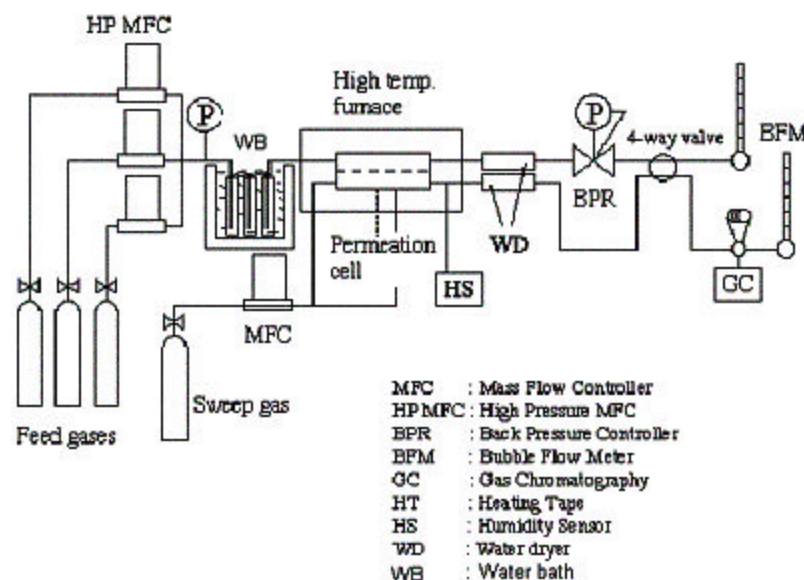 HP MFC
High temp.
furnace
P
P
4-way valve
BFM
WB
BPR
WD
Permeation
cell
HS
GC
MFC
Sweep gas
Feed gases
MFC : Mass Flow Controller
HP MFC : High Pressure MFC
BPR : Back Pressure Controller
BFM : Bubble Flow Meter
GC : Gas Chromatography
HT : Heating Tape
HS : Humidity Sensor
WD : Water dryer
WB : Water bath